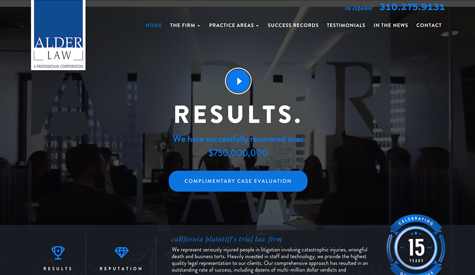 en español 310.275.9131
ALDER
LAW
A PROFESSIONAL CORPORATION
HOME THE FIRM PRACTICE AREAS SUCCESS RECORDS TESTIMONIALS IN THE NEWS CONTACT
RESULTS.
We have successfully recovered over
$750,000,000
COMPLIMENTARY CASE EVALUATION
RESULTS
REPUTATION
california plaintiff's trial law firm
We represent seriously injured people in litigation involving catastrophic injuries, wrongful
death and business torts. Heavily invested in staff and technology, we provide the highest
quality legal representation to our clients. Our comprehensive approach has resulted in an
outstanding rate of success, including dozens of multi-million dollar verdicts and
CELEBRATING
15
YEARS